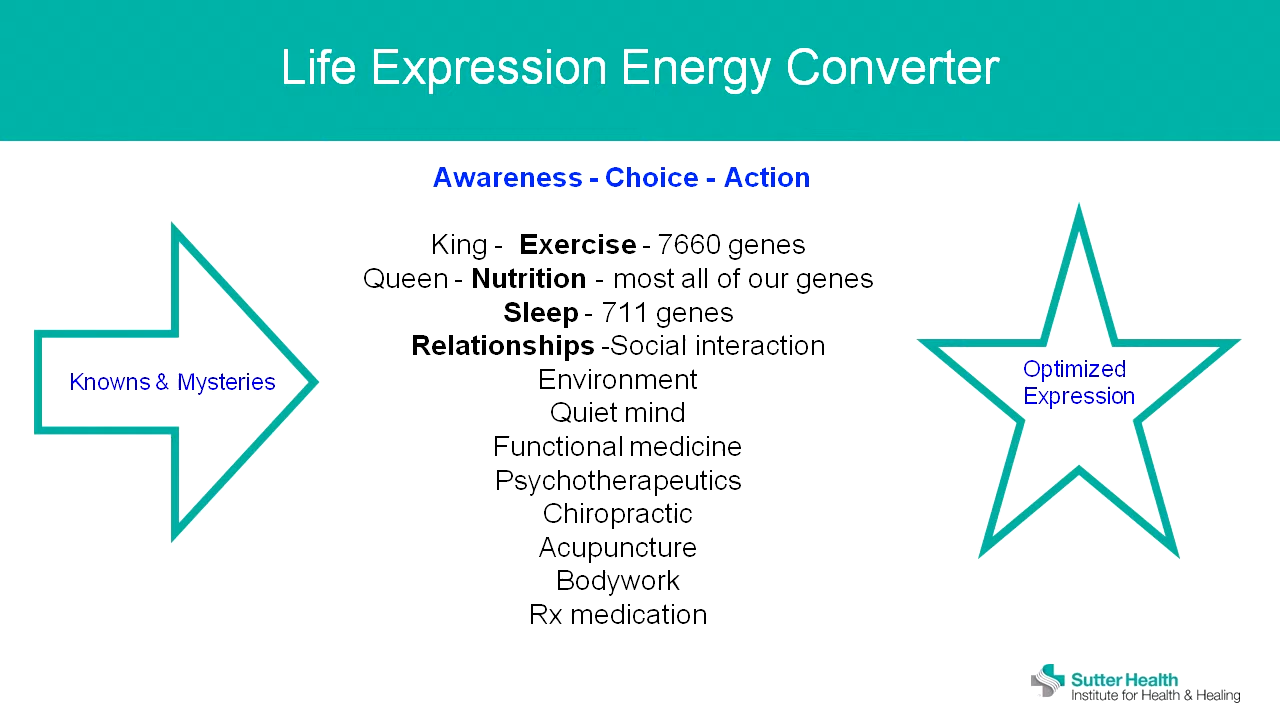 Life Expression Energy Converter
Awareness - Choice - Action
King - Exercise - 7660 genes
Queen - Nutrition - most all of our genes
Sleep - 711 genes
Relationships -Social interaction
Environment
Quiet mind
Functional medicine
Psychotherapeutics
Chiropractic
Acupuncture
Bodywork
Rx medication
Knowns & Mysteries
Optimized
Expression
Sutter Health
Institute for Health & Healing